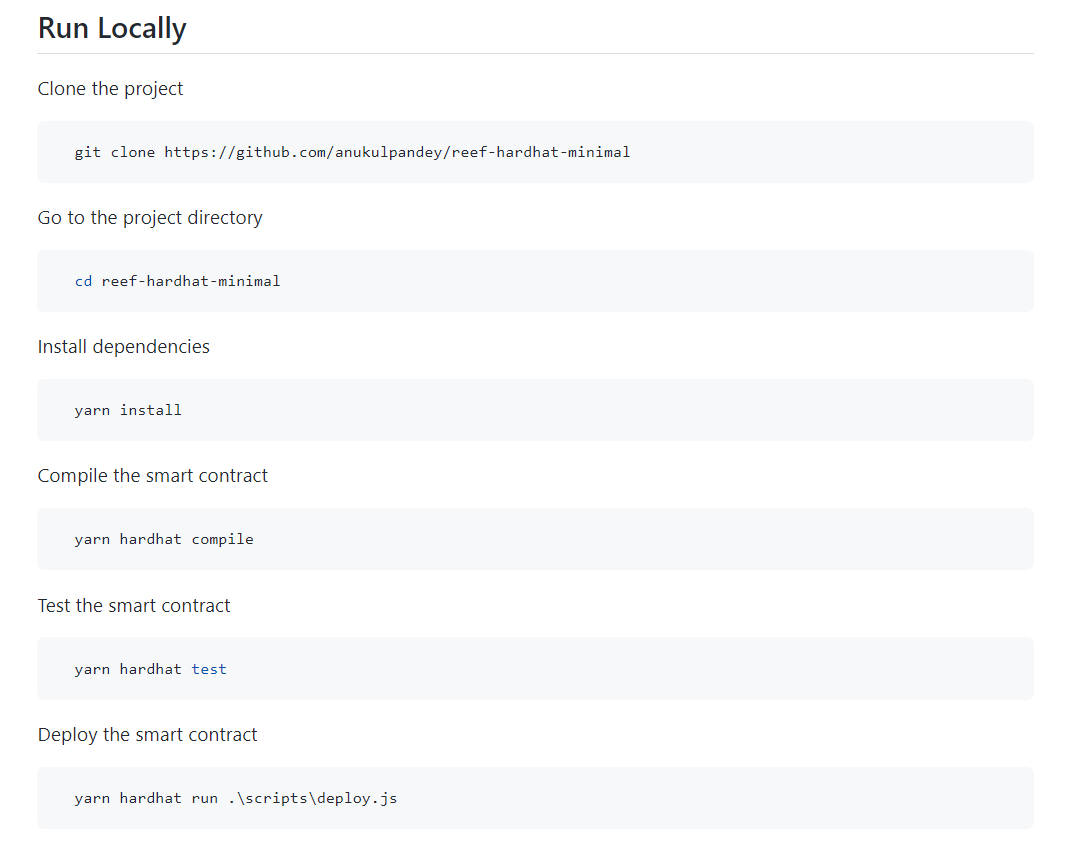 Run Locally
Clone the project
git clone https://github.com/anukulpandey/reef-hardhat-minimal
Go to the project directory
cd reef-hardhat-minimal
Install dependencies
yarn install
Compile the smart contract
yarn hardhat compile
Test the smart contract
yarn hardhat test
Deploy the smart contract
yarn hardhat run .\scripts\deploy.js